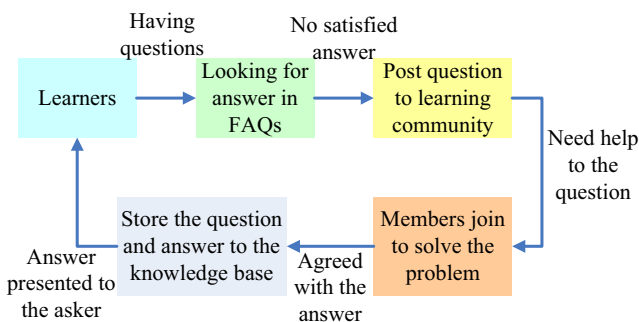 Having
questions
No satisfied
answer
Learners
Looking for
answer in
FAQs
Post question
to learning
community
Need help
to the
question
Members join
to solve the
problem
Agreed
with the
answer
Store the question
and answer to the
knowledge base
Answer
presented to
the asker